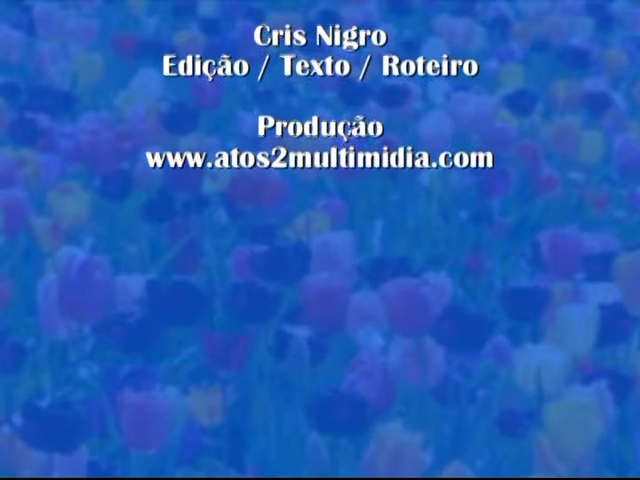 Cris Nigro
Edição / Texto / Roteiro
Produção
www.atos2multimidia.com